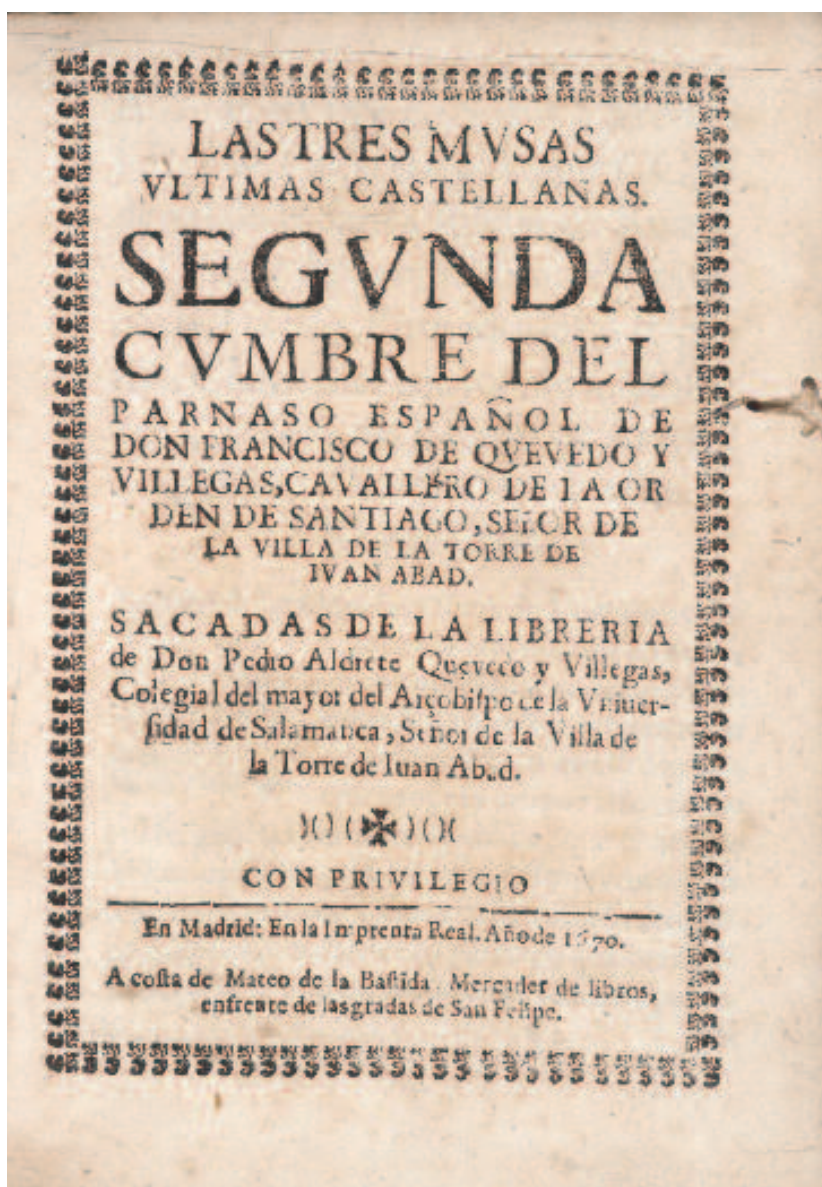 LAS TRES MVSAS
VLTIMAS CASTELLANAS.
SEGVNDA
CVMBRE DEL
PARNASO ESPAÑOL DE
DON FRANCISCO DE QVEVEDO Y
VILLEGAS, CAVALLERO DE LA OR
DEN DE SANTIAGO, SEÑOR DE
LA VILLA DE LA TORRE DE
IVAN ABAD.
SACADAS DE LA LIBRERIA
de Don Pedro Aldrete Quevedo y Villegas,
Colegial del mayor del Arçobiſpo de la Vniuer-
ſidad de Salamanca, Señor de la Villa de
la Torre de Iuan Abad.
)()(✠)()(
CON PRIVILEGIO
En Madrid: En la Imprenta Real. Año de 1670.
A coſta de Mateo de la Baſtida. Mercader de libros,
enfrente de las gradas de San Felipe.